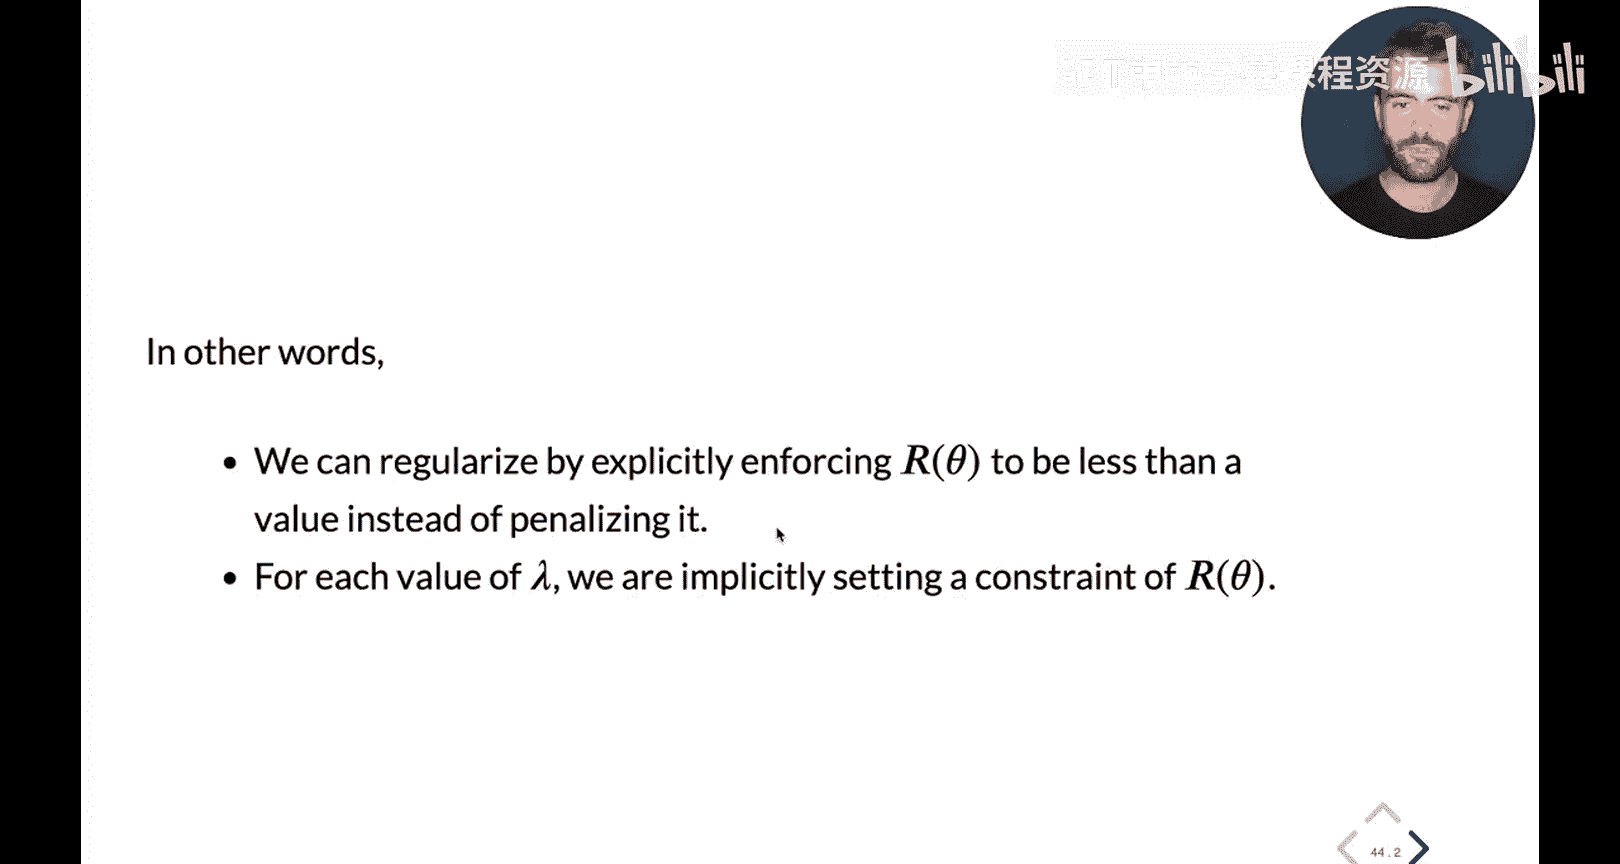 程资源 bilibili
In other words,
• We can regularize by explicitly enforcing R(θ) to be less than a
value instead of penalizing it.
• For each value of λ, we are implicitly setting a constraint of R(θ).
44.2